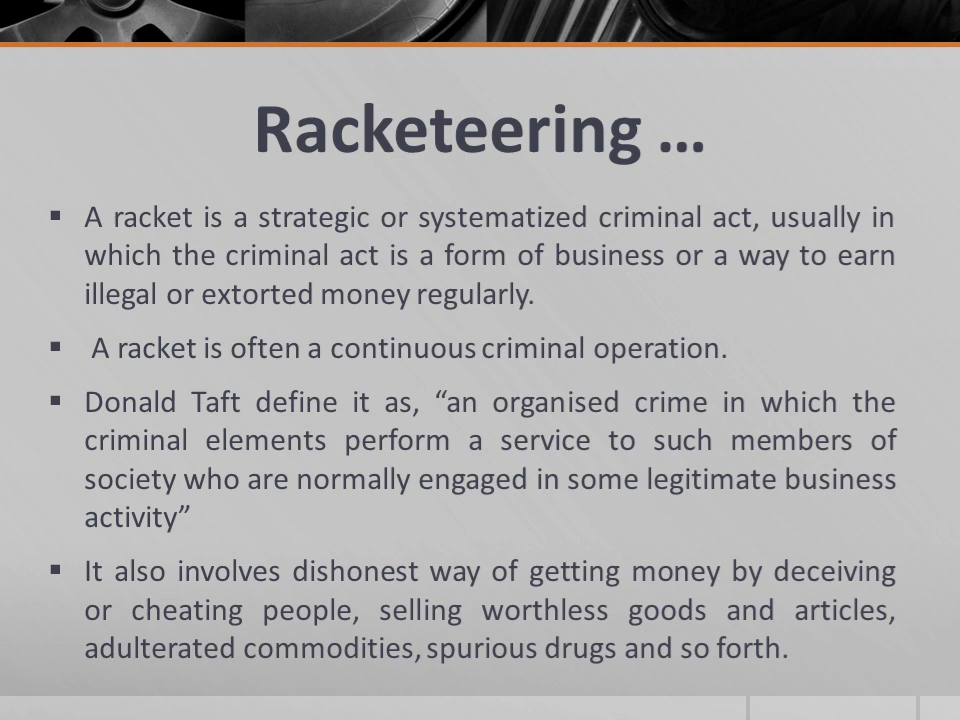 Racketeering …
▪ A racket is a strategic or systematized criminal act, usually in
which the criminal act is a form of business or a way to earn
illegal or extorted money regularly.
▪ A racket is often a continuous criminal operation.
▪ Donald Taft define it as, “an organised crime in which the
criminal elements perform a service to such members of
society who are normally engaged in some legitimate business
activity”
▪ It also involves dishonest way of getting money by deceiving
or cheating people, selling worthless goods and articles,
adulterated commodities, spurious drugs and so forth.